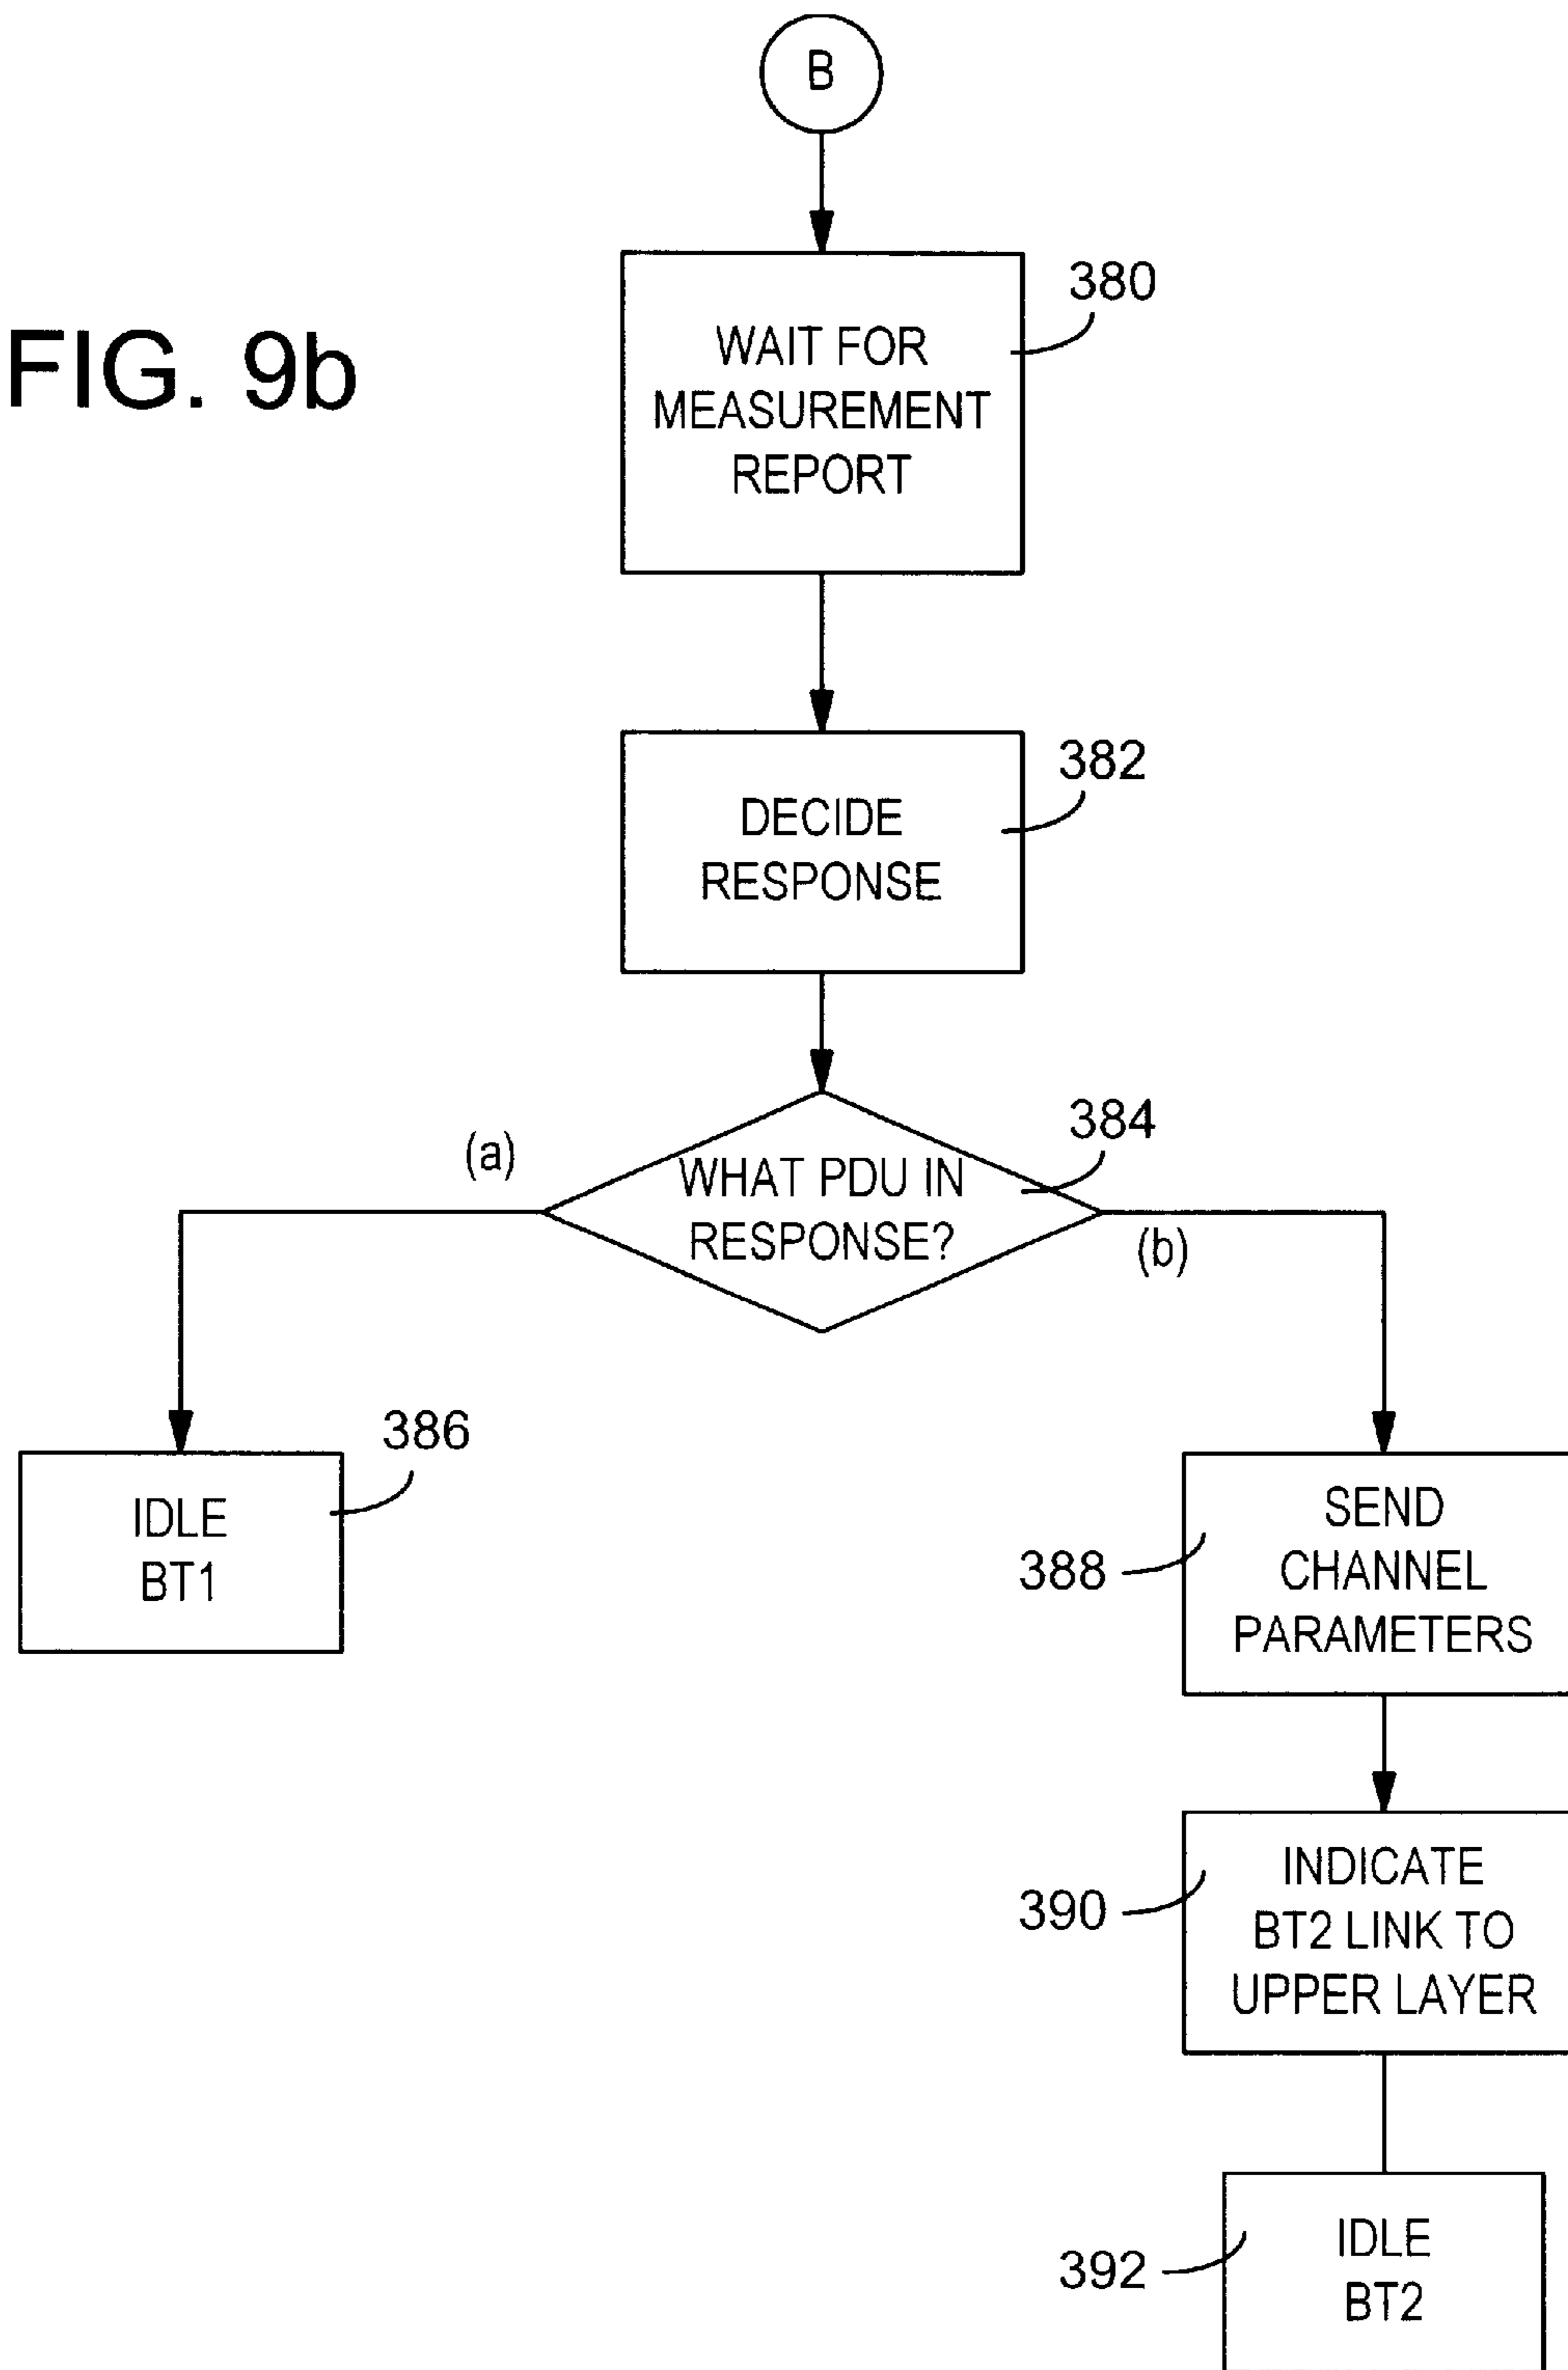 B
FIG. 9b
380
WAIT FOR
MEASUREMENT
REPORT
382
DECIDE
RESPONSE
384
(a)
WHAT PDU IN
RESPONSE?
(b)
386
IDLE
BT1
388
SEND
CHANNEL
PARAMETERS
390
INDICATE
BT2 LINK TO
UPPER LAYER
392
IDLE
BT2